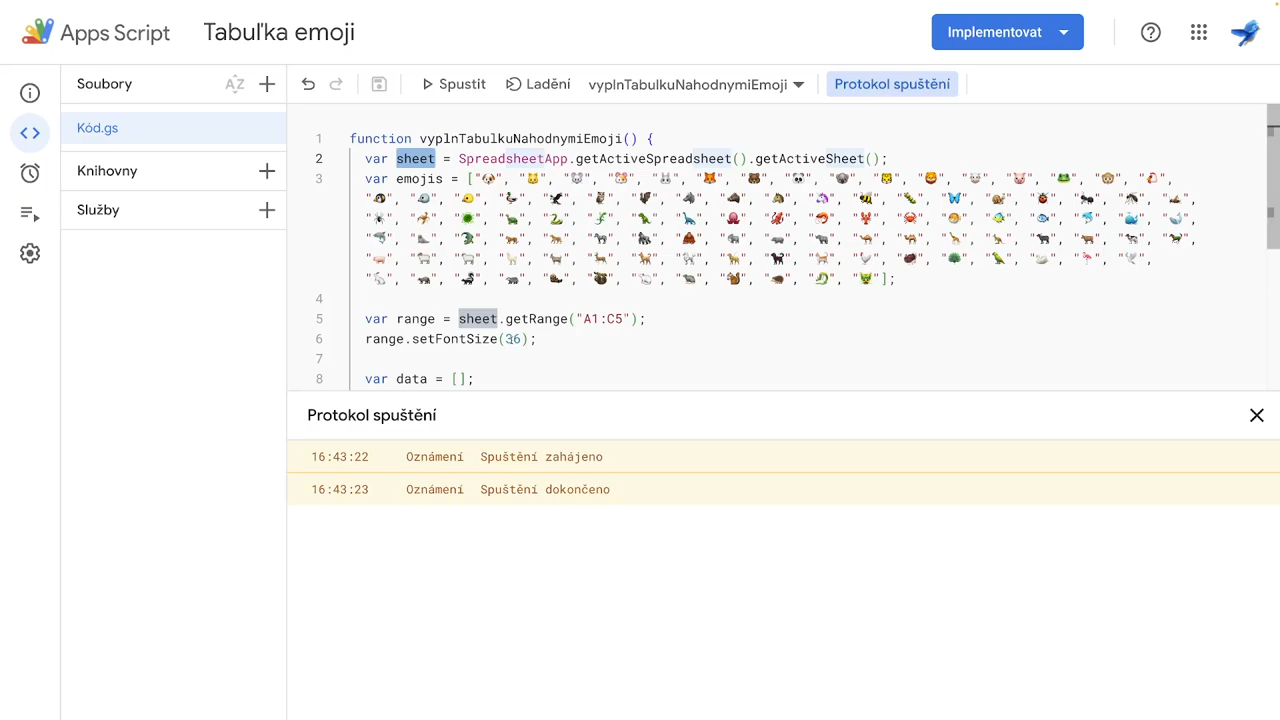 Apps Script
Tabuľka emoji
Implementovat
Soubory
Spustit
Ladění
vyplnTabulkuNahodnymiEmoji
Protokol spuštění
Kód.gs
Knihovny
Služby
1 function vyplnTabulkuNahodnymiEmoji() {
2 var sheet = SpreadsheetApp.getActiveSpreadsheet().getActiveSheet();
3 var emojis = ["🐶", "🐱", "🐭", "🐹", "🐰", "🦊", "🐻", "🐼", "🐨", "🐯", "🦁", "🐮", "🐷", "🐸", "🐵", "🐔",
4
5 var range = sheet.getRange("A1:C5");
6 range.setFontSize(36);
7
8 var data = [];
Protokol spuštění
16:43:22 Oznámení Spuštění zahájeno
16:43:23 Oznámení Spuštění dokončeno